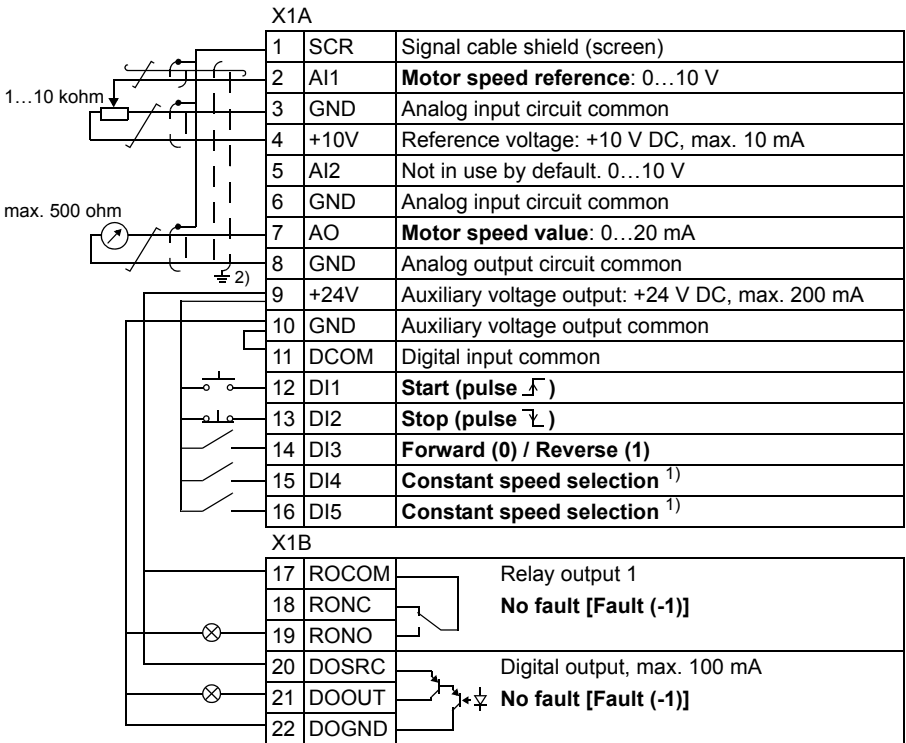 X1A
1 SCR Signal cable shield (screen)
2 AI1 Motor speed reference: 0…10 V
1…10 kohm
3 GND Analog input circuit common
4 +10V Reference voltage: +10 V DC, max. 10 mA
5 AI2 Not in use by default. 0…10 V
6 GND Analog input circuit common
max. 500 ohm
7 AO Motor speed value: 0…20 mA
8 GND Analog output circuit common
2)
9 +24V Auxiliary voltage output: +24 V DC, max. 200 mA
10 GND Auxiliary voltage output common
11 DCOM Digital input common
12 DI1 Start (pulse )
13 DI2 Stop (pulse )
14 DI3 Forward (0) / Reverse (1)
15 DI4 Constant speed selection 1)
16 DI5 Constant speed selection 1)
X1B
17 ROCOM Relay output 1
18 RONC No fault [Fault (-1)]
19 RONO
20 DOSRC Digital output, max. 100 mA
21 DOOUT No fault [Fault (-1)]
22 DOGND